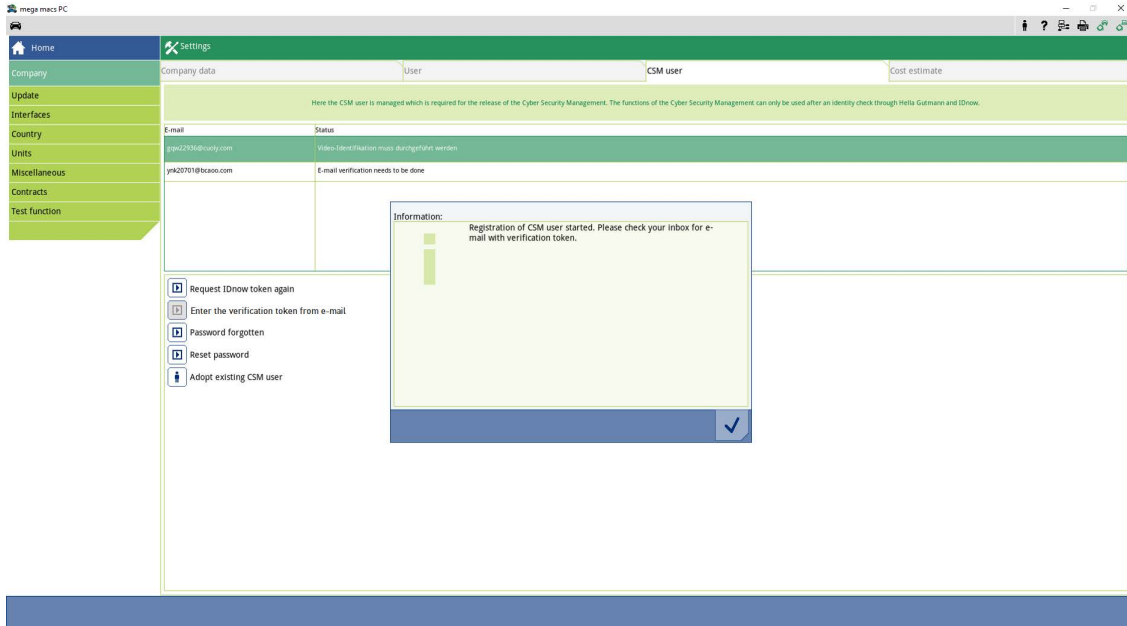 mega macs PC
Home
Settings
Company
Company data
User
CSM user
Cost estimate
Update
Interfaces
Country
Units
Miscellaneous
Contracts
Test function
Here the CSM user is managed which is required for the release of the Cyber Security Management. The functions of the Cyber Security Management can only be used after an identity check through Hella Gutmann and IDnow.
E-mail Status
gqw22936@cuoly.com Video-Identifikation muss durchgeführt werden
ynk20701@bcaoo.com E-mail verification needs to be done
Information:
Registration of CSM user started. Please check your inbox for e-
mail with verification token.
Request IDnow token again
Enter the verification token from e-mail
Password forgotten
Reset password
Adopt existing CSM user